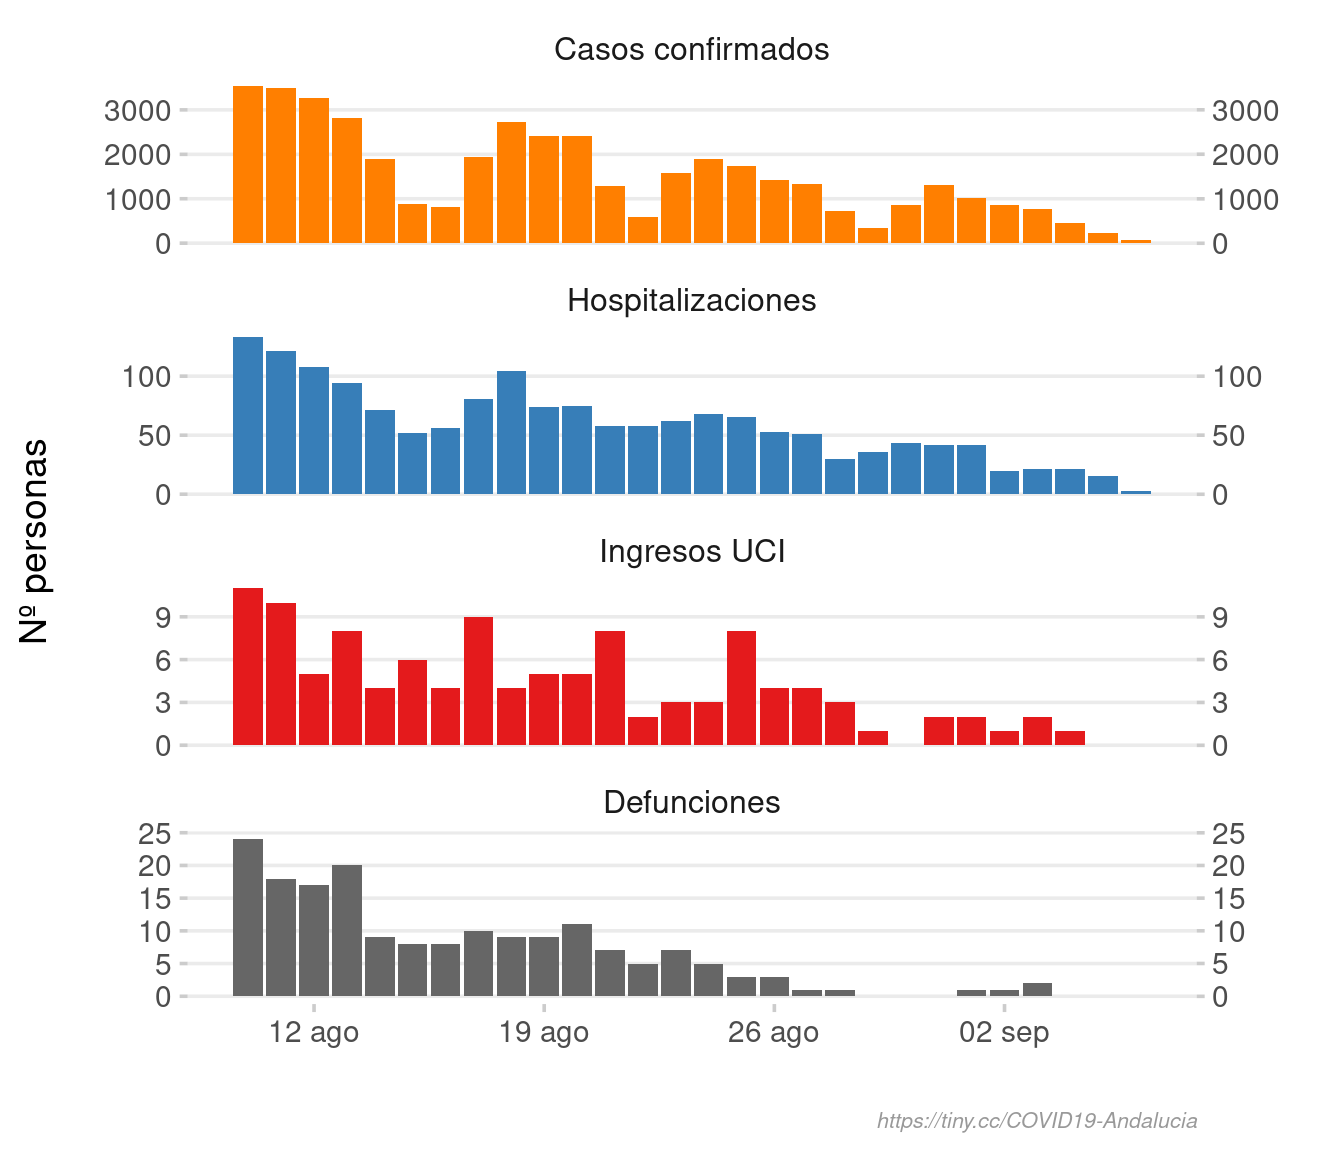 Casos confirmados
3000 3000
2000 2000
1000 1000
0 0
Hospitalizaciones
100 100
50 50
0 0
Nº personas
Ingresos UCI
9 9
6 6
3 3
0 0
Defunciones
25 25
20 20
15 15
10 10
5 5
0 0
12 ago 19 ago 26 ago 02 sep
https://tiny.cc/COVID19-Andalucia